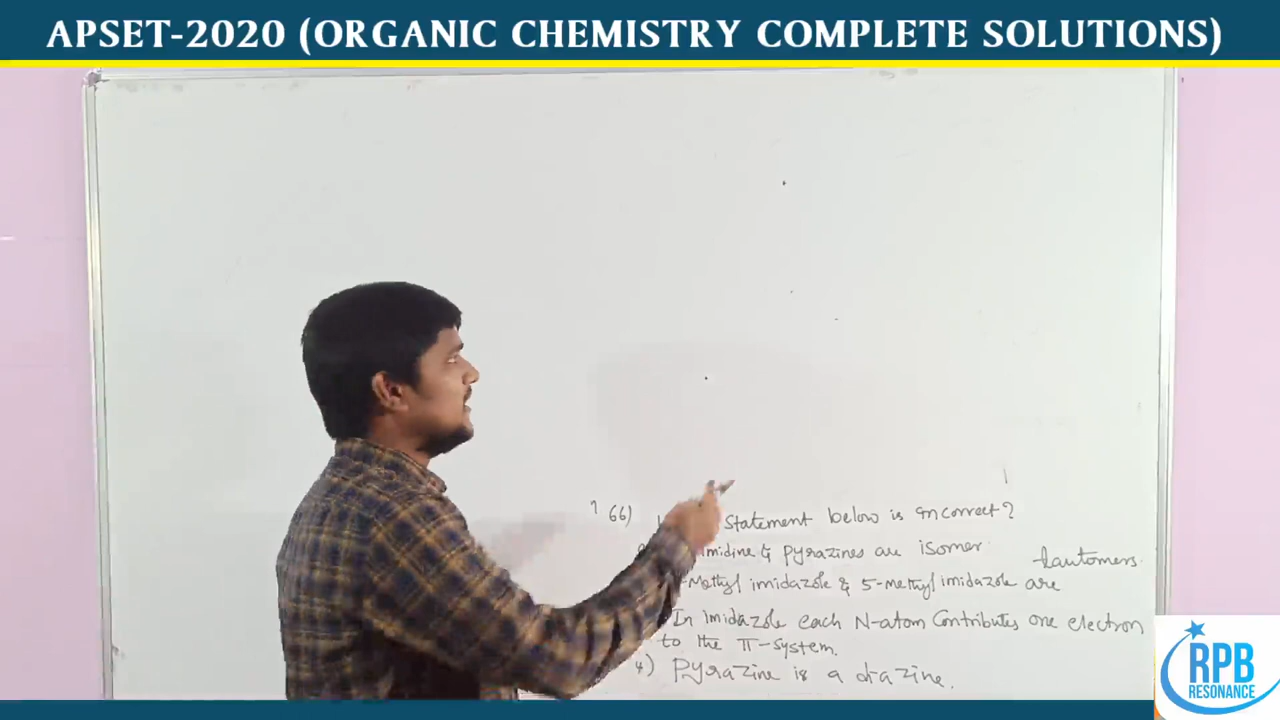 APSET-2020 (ORGANIC CHEMISTRY COMPLETE SOLUTIONS)
66) Statement below is incorrect?
imidine & pyrazines are isomer.
-Methyl imidazole & 5-methyl imidazole are tautomers.
In imidazole each N-atom contributes one electron
to the π-system.
4) Pyrazine is a diazine.
RPB
RESONANCE